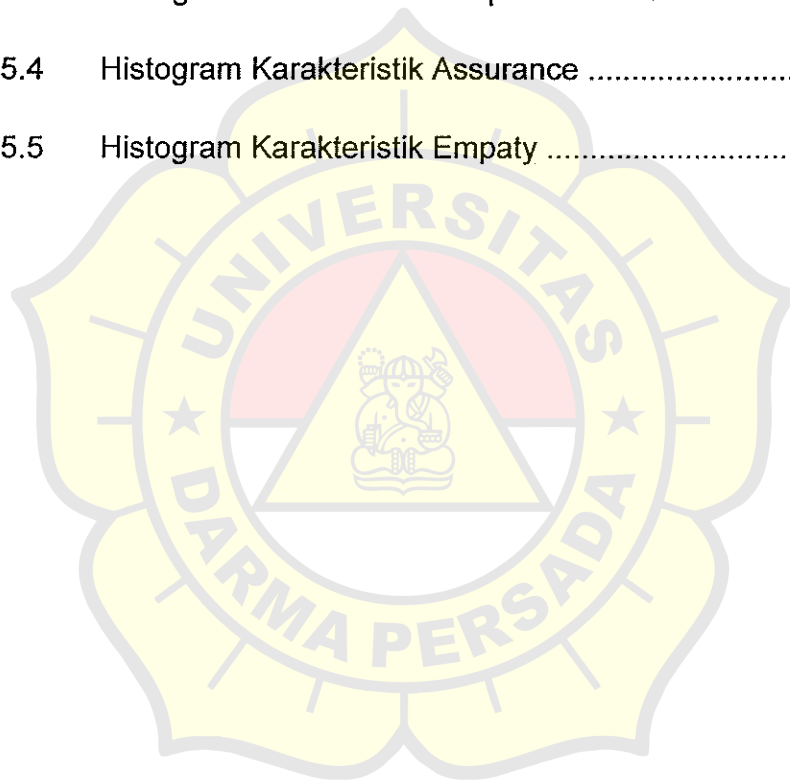 5.4 Histogram Karakteristik Assurance ........................
5.5 Histogram Karakteristik Empaty ............................
UNIVERSITAS
DARMA PERSADA